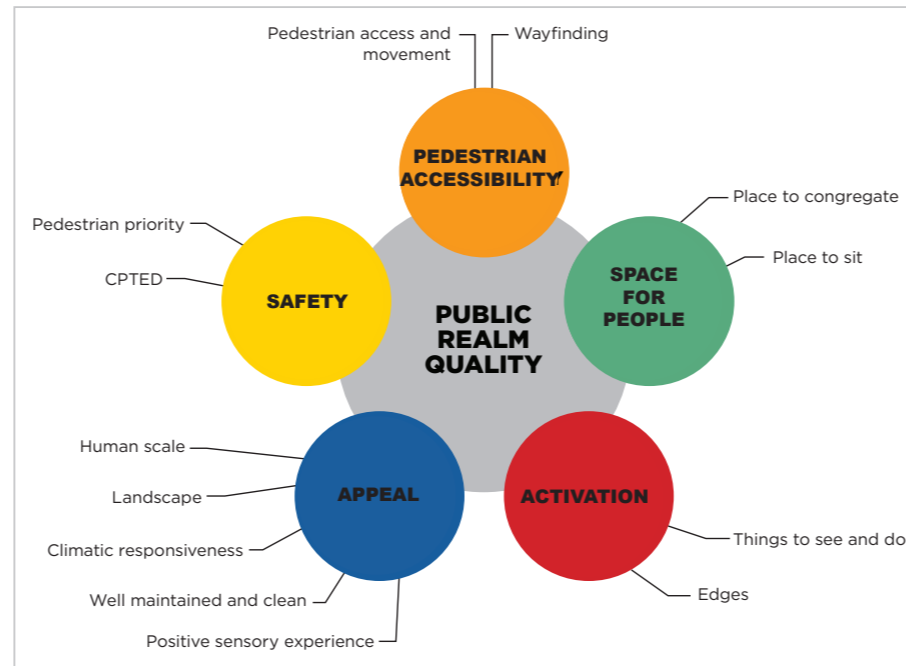 Pedestrian access and
movement
Wayfinding
PEDESTRIAN
ACCESSIBILITY
Place to congregate
Place to sit
SPACE
FOR
PEOPLE
Pedestrian priority
CPTED
SAFETY
PUBLIC
REALM
QUALITY
Human scale
Landscape
Climatic responsiveness
Well maintained and clean
Positive sensory experience
APPEAL
ACTIVATION
Things to see and do
Edges